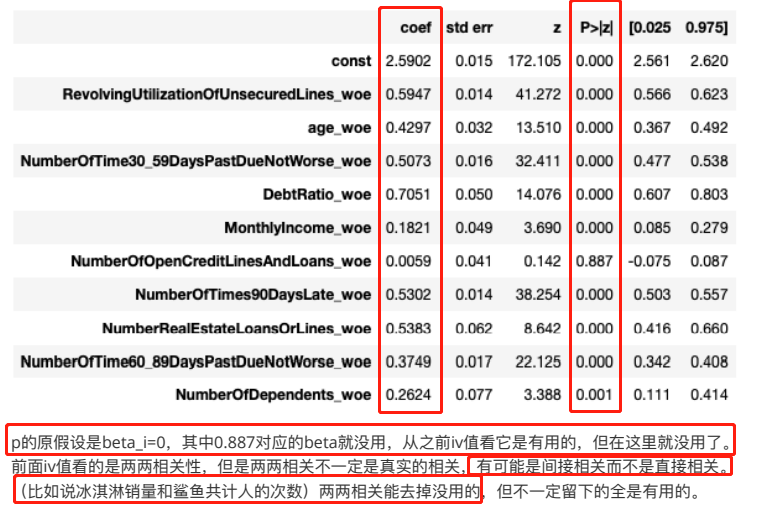 coef std err z P>|z| [0.025 0.975]
const 2.5902 0.015 172.105 0.000 2.561 2.620
RevolvingUtilizationOfUnsecuredLines_woe 0.5947 0.014 41.272 0.000 0.566 0.623
age_woe 0.4297 0.032 13.510 0.000 0.367 0.492
NumberOfTime30_59DaysPastDueNotWorse_woe 0.5073 0.016 32.411 0.000 0.477 0.538
DebtRatio_woe 0.7051 0.050 14.076 0.000 0.607 0.803
MonthlyIncome_woe 0.1821 0.049 3.690 0.000 0.085 0.279
NumberOfOpenCreditLinesAndLoans_woe 0.0059 0.041 0.142 0.887 -0.075 0.087
NumberOfTimes90DaysLate_woe 0.5302 0.014 38.254 0.000 0.503 0.557
NumberRealEstateLoansOrLines_woe 0.5383 0.062 8.642 0.000 0.416 0.660
NumberOfTime60_89DaysPastDueNotWorse_woe 0.3749 0.017 22.125 0.000 0.342 0.408
NumberOfDependents_woe 0.2624 0.077 3.388 0.001 0.111 0.414
p的原假设是beta_i=0，其中0.887对应的beta就没用，从之前iv值看它是有用的，但在这里就没用了。
前面iv值看的是两两相关性，但是两两相关不一定是真实的相关，有可能是间接相关而不是直接相关。
（比如说冰淇淋销量和鲨鱼共计人的次数）两两相关能去掉没用的，但不一定留下的全是有用的。